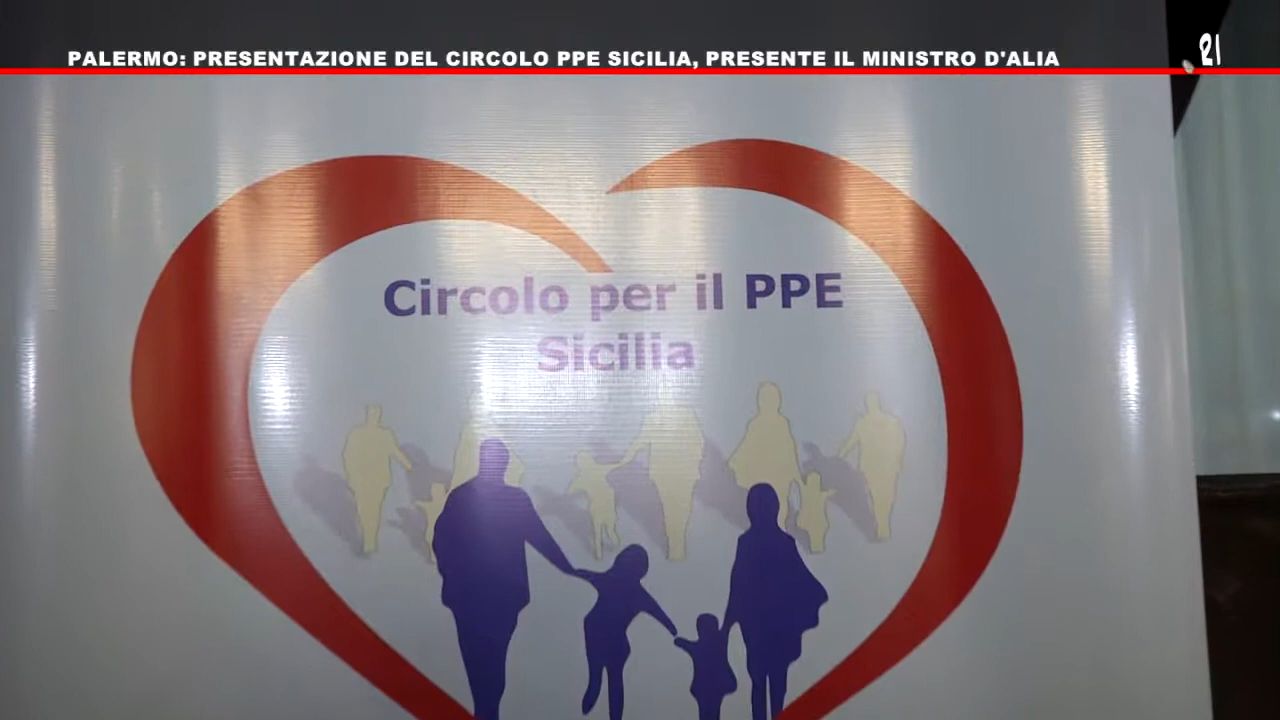 PALERMO: PRESENTAZIONE DEL CIRCOLO PPE SICILIA, PRESENTE IL MINISTRO D'ALIA
21
Circolo per il PPE
Sicilia